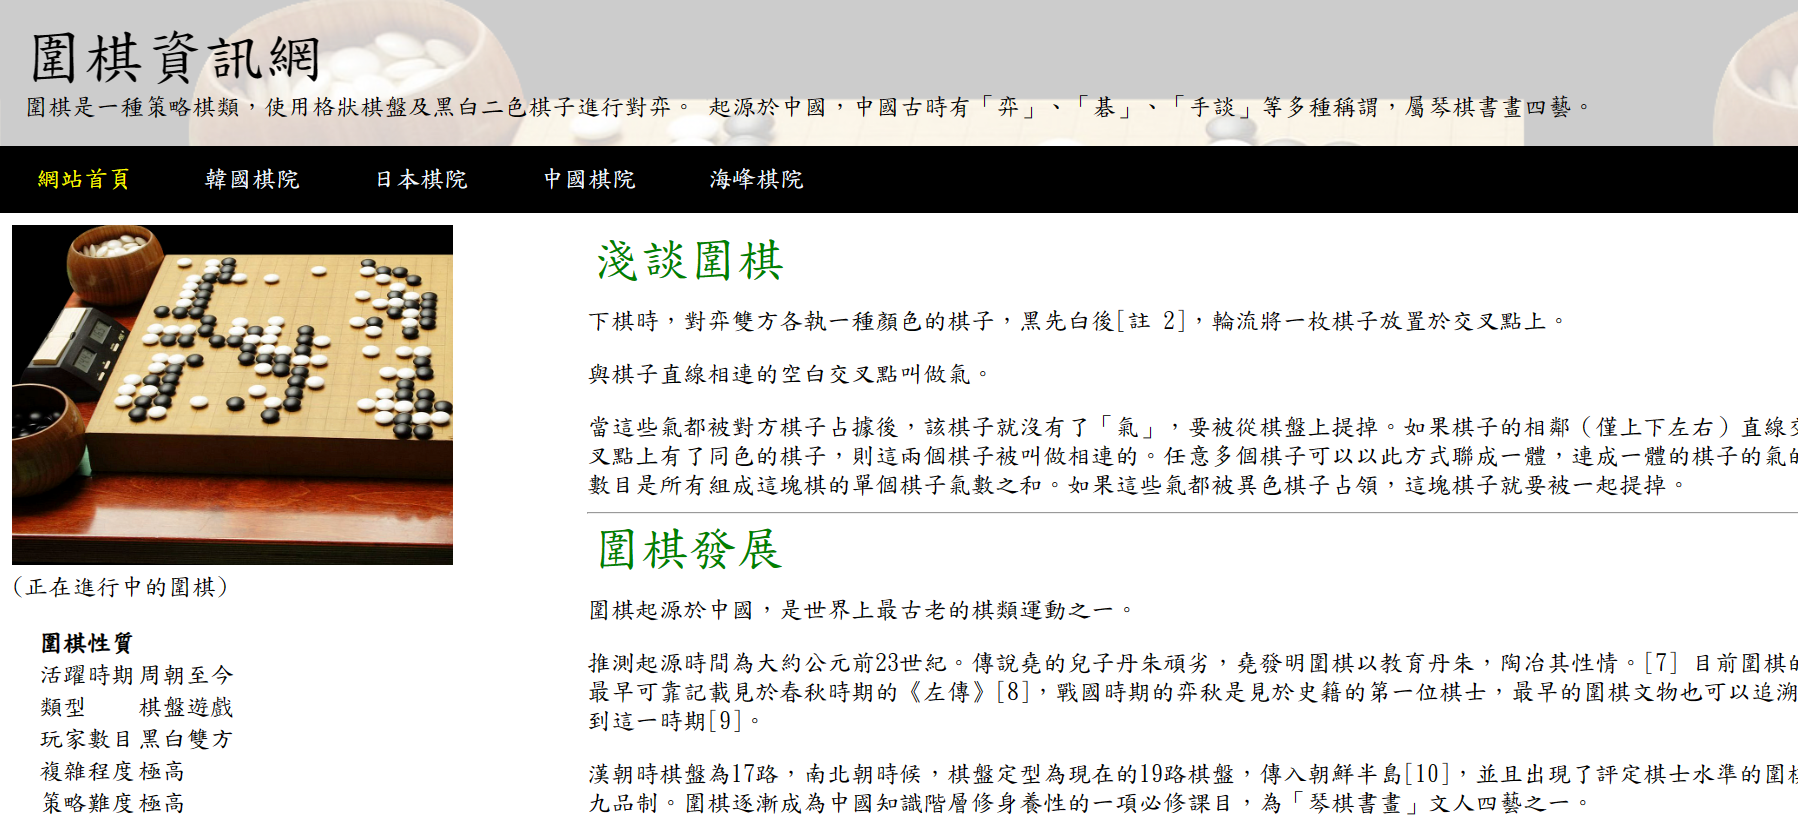 圍棋資訊網
圍棋是一種策略棋類，使用格狀棋盤及黑白二色棋子進行對弈。 起源於中國，中國古時有「弈」、「碁」、「手談」等多種稱謂，屬琴棋書畫四藝。
網站首頁 韓國棋院 日本棋院 中國棋院 海峰棋院
(正在進行中的圍棋)
圍棋性質
活躍時期 周朝至今
類型 棋盤遊戲
玩家數目 黑白雙方
複雜程度 極高
策略難度 極高
淺談圍棋
下棋時，對弈雙方各執一種顏色的棋子，黑先白後[註 2]，輪流將一枚棋子放置於交叉點上。
與棋子直線相連的空白交叉點叫做氣。
當這些氣都被對方棋子占據後，該棋子就沒有了「氣」，要被從棋盤上提掉。如果棋子的相鄰（僅上下左右）直線交
叉點上有了同色的棋子，則這兩個棋子被叫做相連的。任意多個棋子可以以此方式聯成一體，連成一體的棋子的氣的
數目是所有組成這塊棋的單個棋子氣數之和。如果這些氣都被異色棋子占領，這塊棋子就要被一起提掉。
圍棋發展
圍棋起源於中國，是世界上最古老的棋類運動之一。
推測起源時間為大約公元前23世紀。傳說堯的兒子丹朱頑劣，堯發明圍棋以教育丹朱，陶冶其性情。[7] 目前圍棋的
最早可靠記載見於春秋時期的《左傳》[8]，戰國時期的弈秋是見於史籍的第一位棋士，最早的圍棋文物也可以追溯
到這一時期[9]。
漢朝時棋盤為17路，南北朝時候，棋盤定型為現在的19路棋盤，傳入朝鮮半島[10]，並且出現了評定棋士水準的圍棋
九品制。圍棋逐漸成為中國知識階層修身養性的一項必修課目，為「琴棋書畫」文人四藝之一。